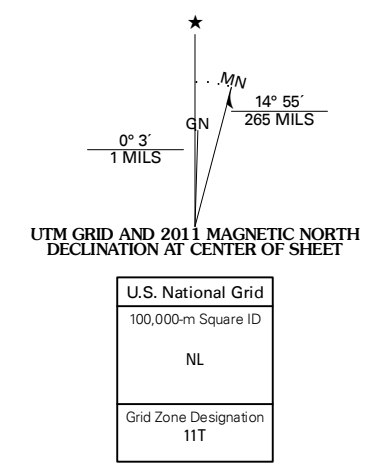 ★
MN
14° 55´
265 MILS
GN
0° 3´
1 MILS
UTM GRID AND 2011 MAGNETIC NORTH
DECLINATION AT CENTER OF SHEET
U.S. National Grid
100,000-m Square ID
NL
Grid Zone Designation
11T